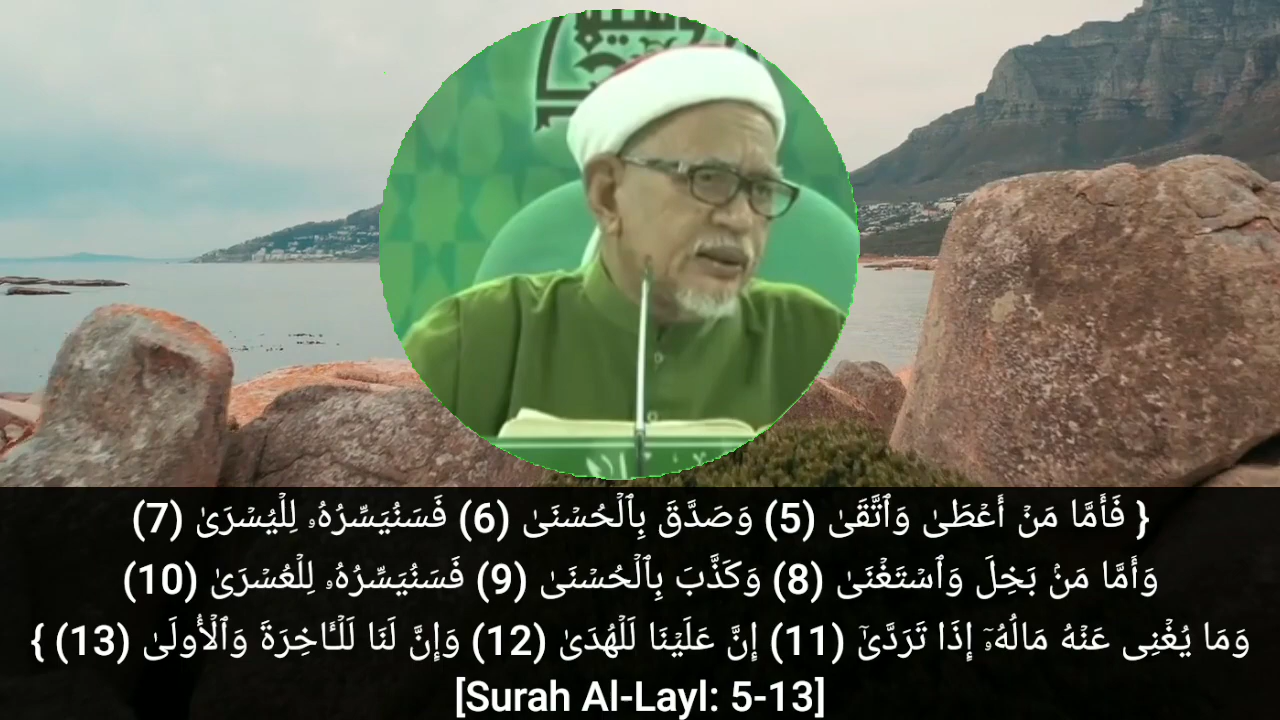 { فَأَمَّا مَنۡ أَعۡطَىٰ وَٱتَّقَىٰ (5) وَصَدَّقَ بِٱلۡحُسۡنَىٰ (6) فَسَنُيَسِّرُهُۥ لِلۡيُسۡرَىٰ (7)
وَأَمَّا مَنۢ بَخِلَ وَٱسۡتَغۡنَىٰ (8) وَكَذَّبَ بِٱلۡحُسۡنَىٰ (9) فَسَنُيَسِّرُهُۥ لِلۡعُسۡرَىٰ (10)
وَمَا يُغۡنِی عَنۡهُ مَالُهُۥۤ إِذَا تَرَدَّىٰۤ (11) إِنَّ عَلَیۡنَا لَلۡهُدَىٰ (12) وَإِنَّ لَنَا لَلۡـَٔاخِرَةَ وَٱلۡأُولَىٰ (13) }
[Surah Al-Layl: 5-13]